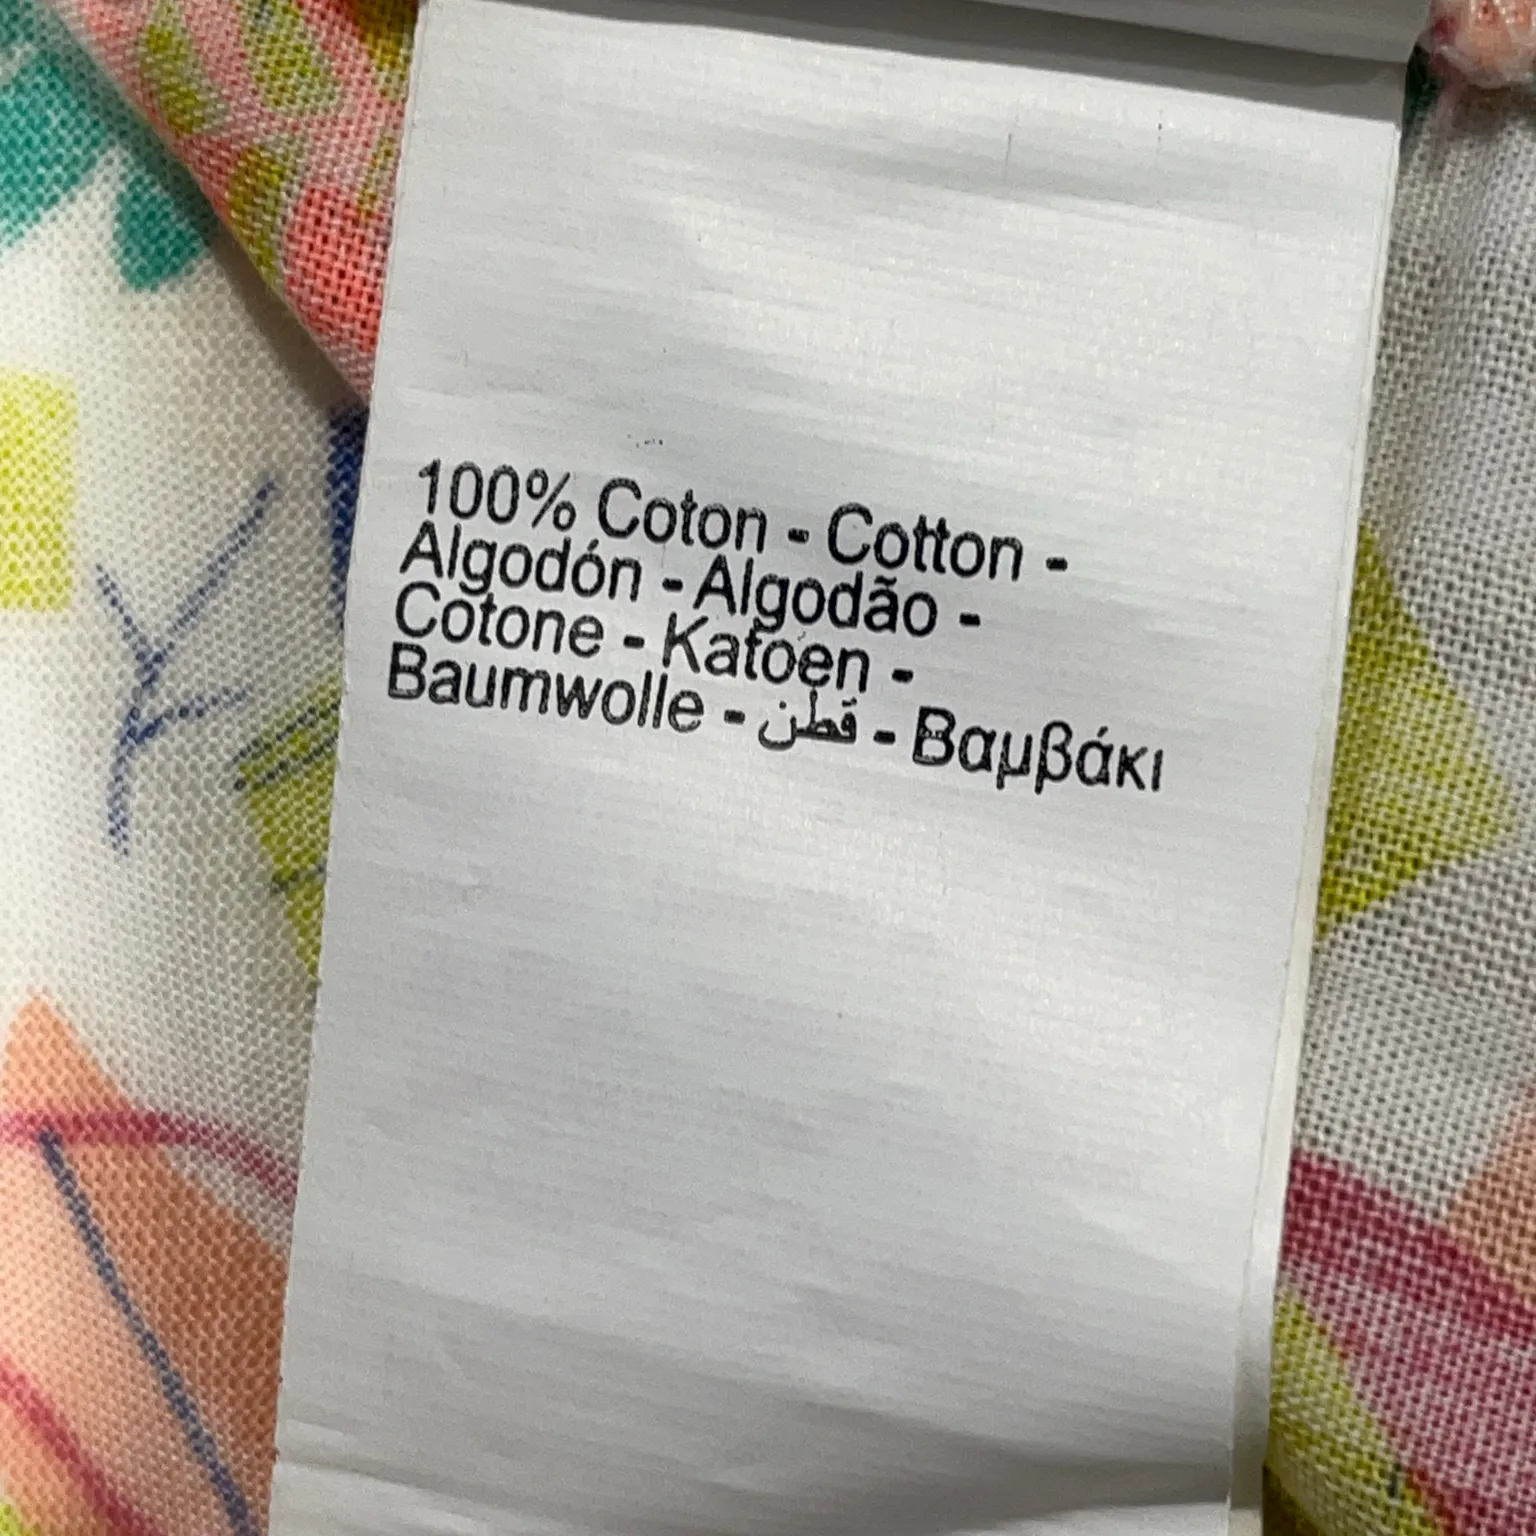 100% Coton - Cotton -
Algodón - Algodão -
Cotone - Katoen -
Baumwolle - قطن - Βαμβάκι